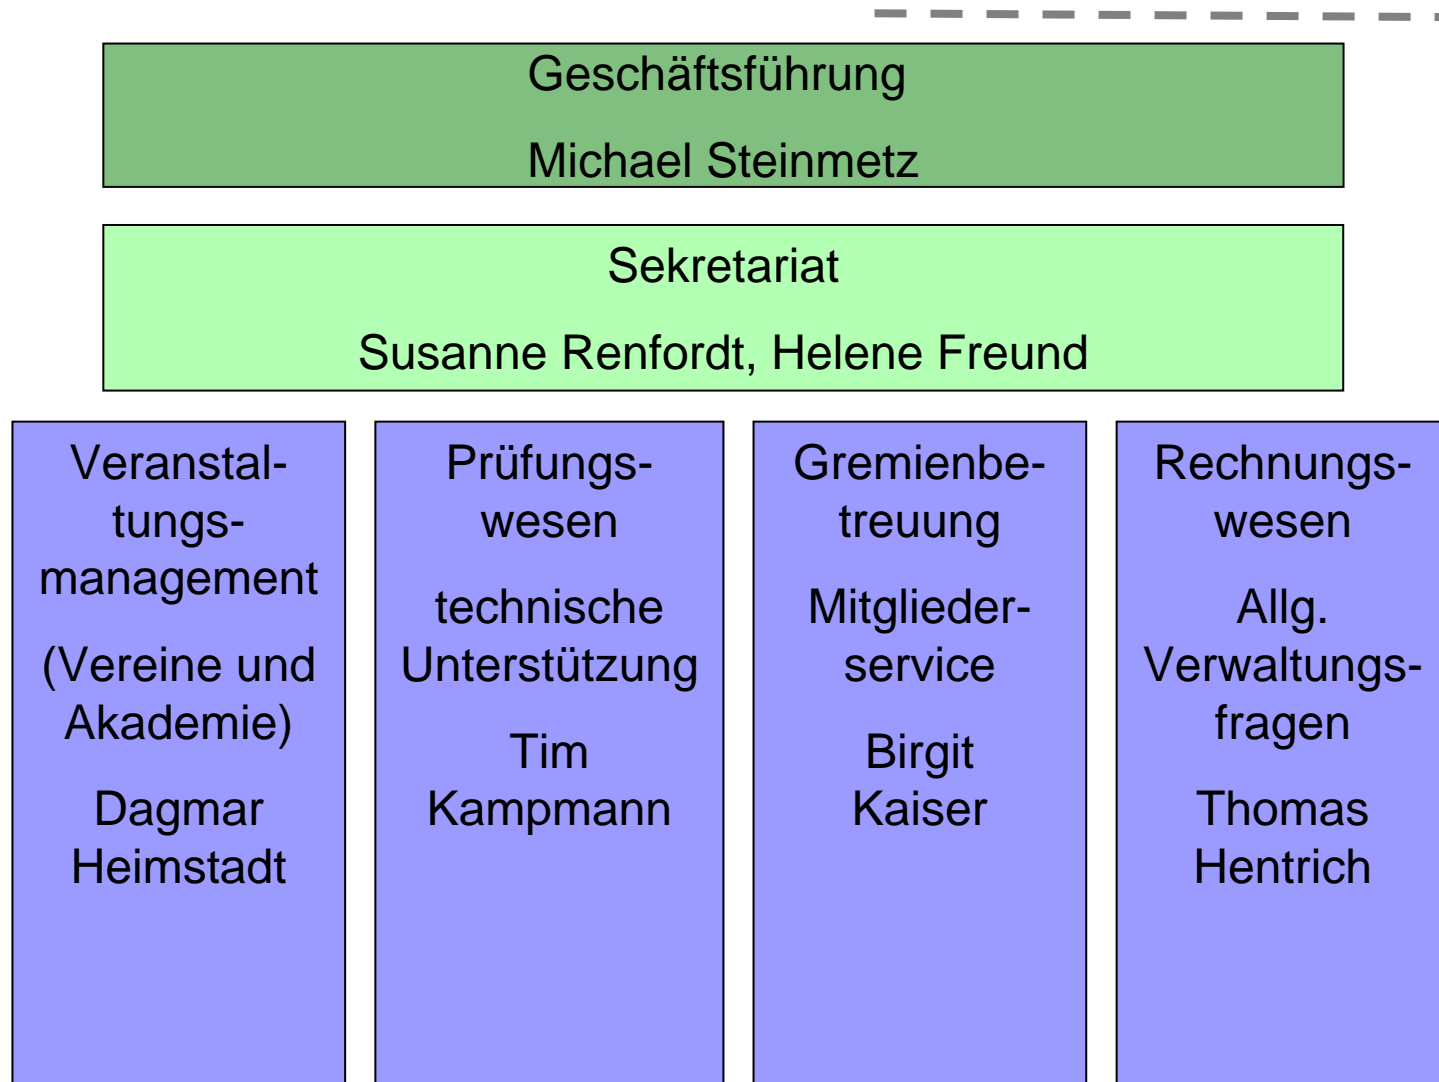 Geschäftsführung
Michael Steinmetz
Sekretariat
Susanne Renfordt, Helene Freund
Veranstal-
tungs-
management
(Vereine und
Akademie)
Dagmar
Heimstadt
Prüfungs-
wesen
technische
Unterstützung
Tim
Kampmann
Gremienbe-
treuung
Mitglieder-
service
Birgit
Kaiser
Rechnungs-
wesen
Allg.
Verwaltungs-
fragen
Thomas
Hentrich